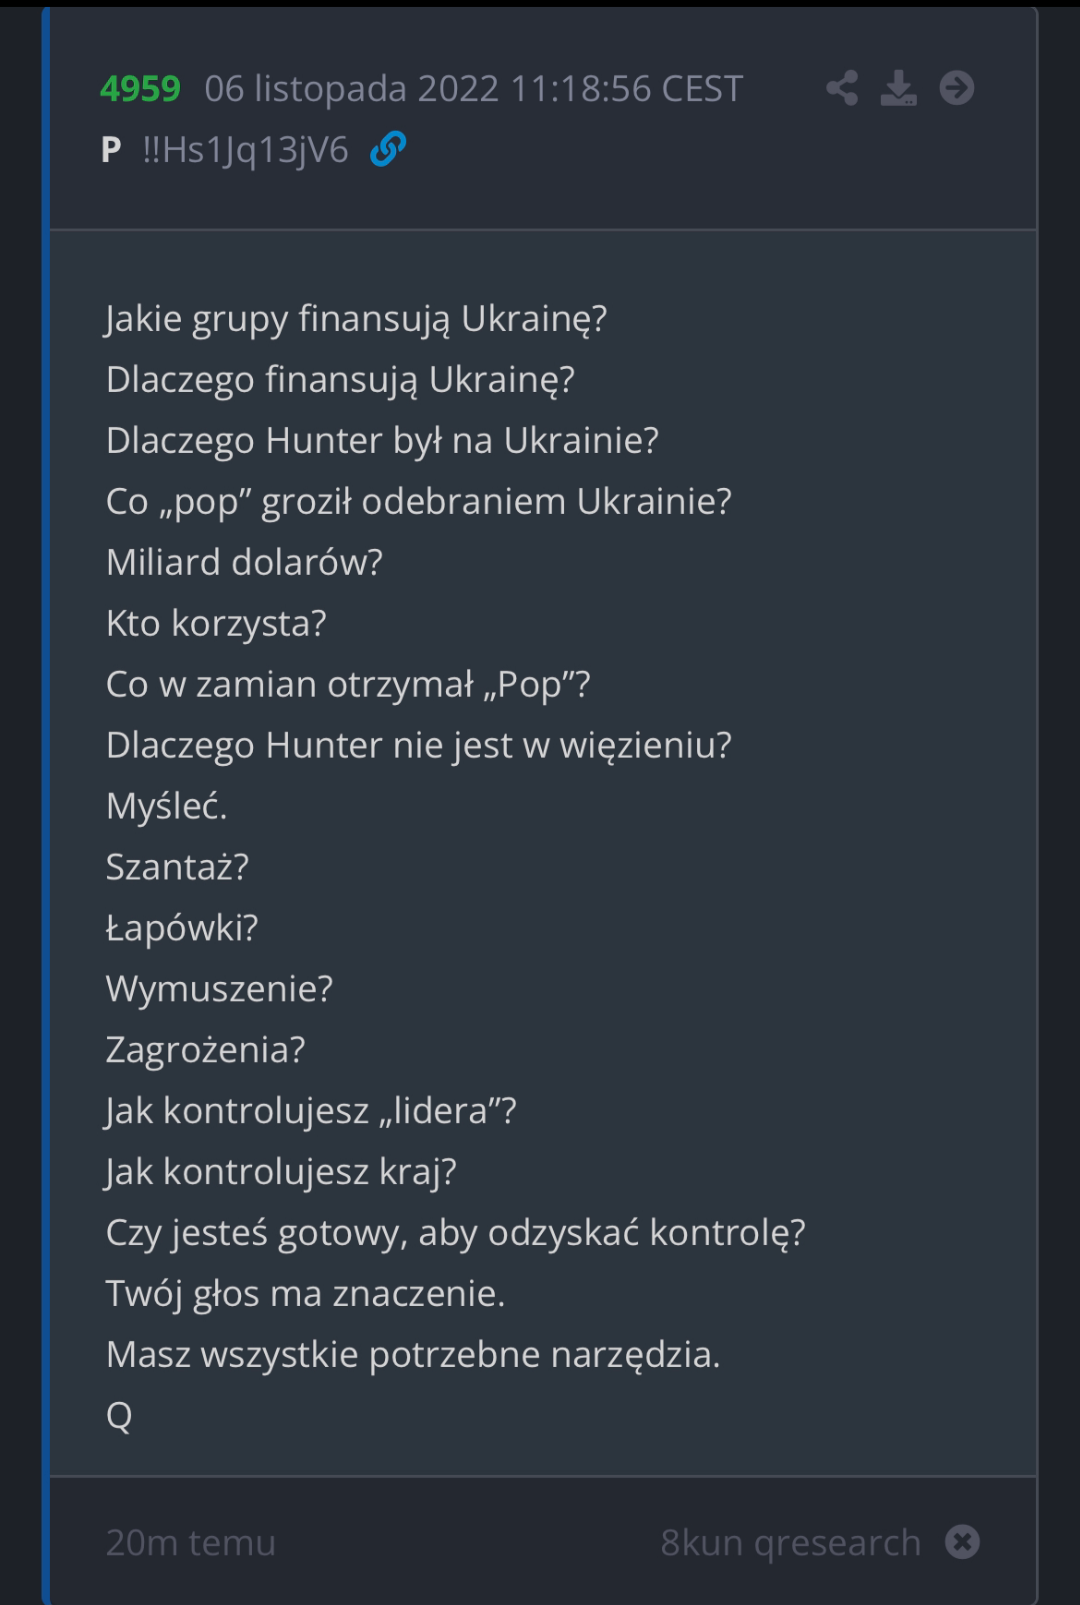 4959 06 listopada 2022 11:18:56 CEST
P !!Hs1Jq13jV6
Jakie grupy finansują Ukrainę?
Dlaczego finansują Ukrainę?
Dlaczego Hunter był na Ukrainie?
Co „pop” groził odebraniem Ukrainie?
Miliard dolarów?
Kto korzysta?
Co w zamian otrzymał „Pop”?
Dlaczego Hunter nie jest w więzieniu?
Myśleć.
Szantaż?
Łapówki?
Wymuszenie?
Zagrożenia?
Jak kontrolujesz „lidera”?
Jak kontrolujesz kraj?
Czy jesteś gotowy, aby odzyskać kontrolę?
Twój głos ma znaczenie.
Masz wszystkie potrzebne narzędzia.
Q
20m temu 8kun qresearch